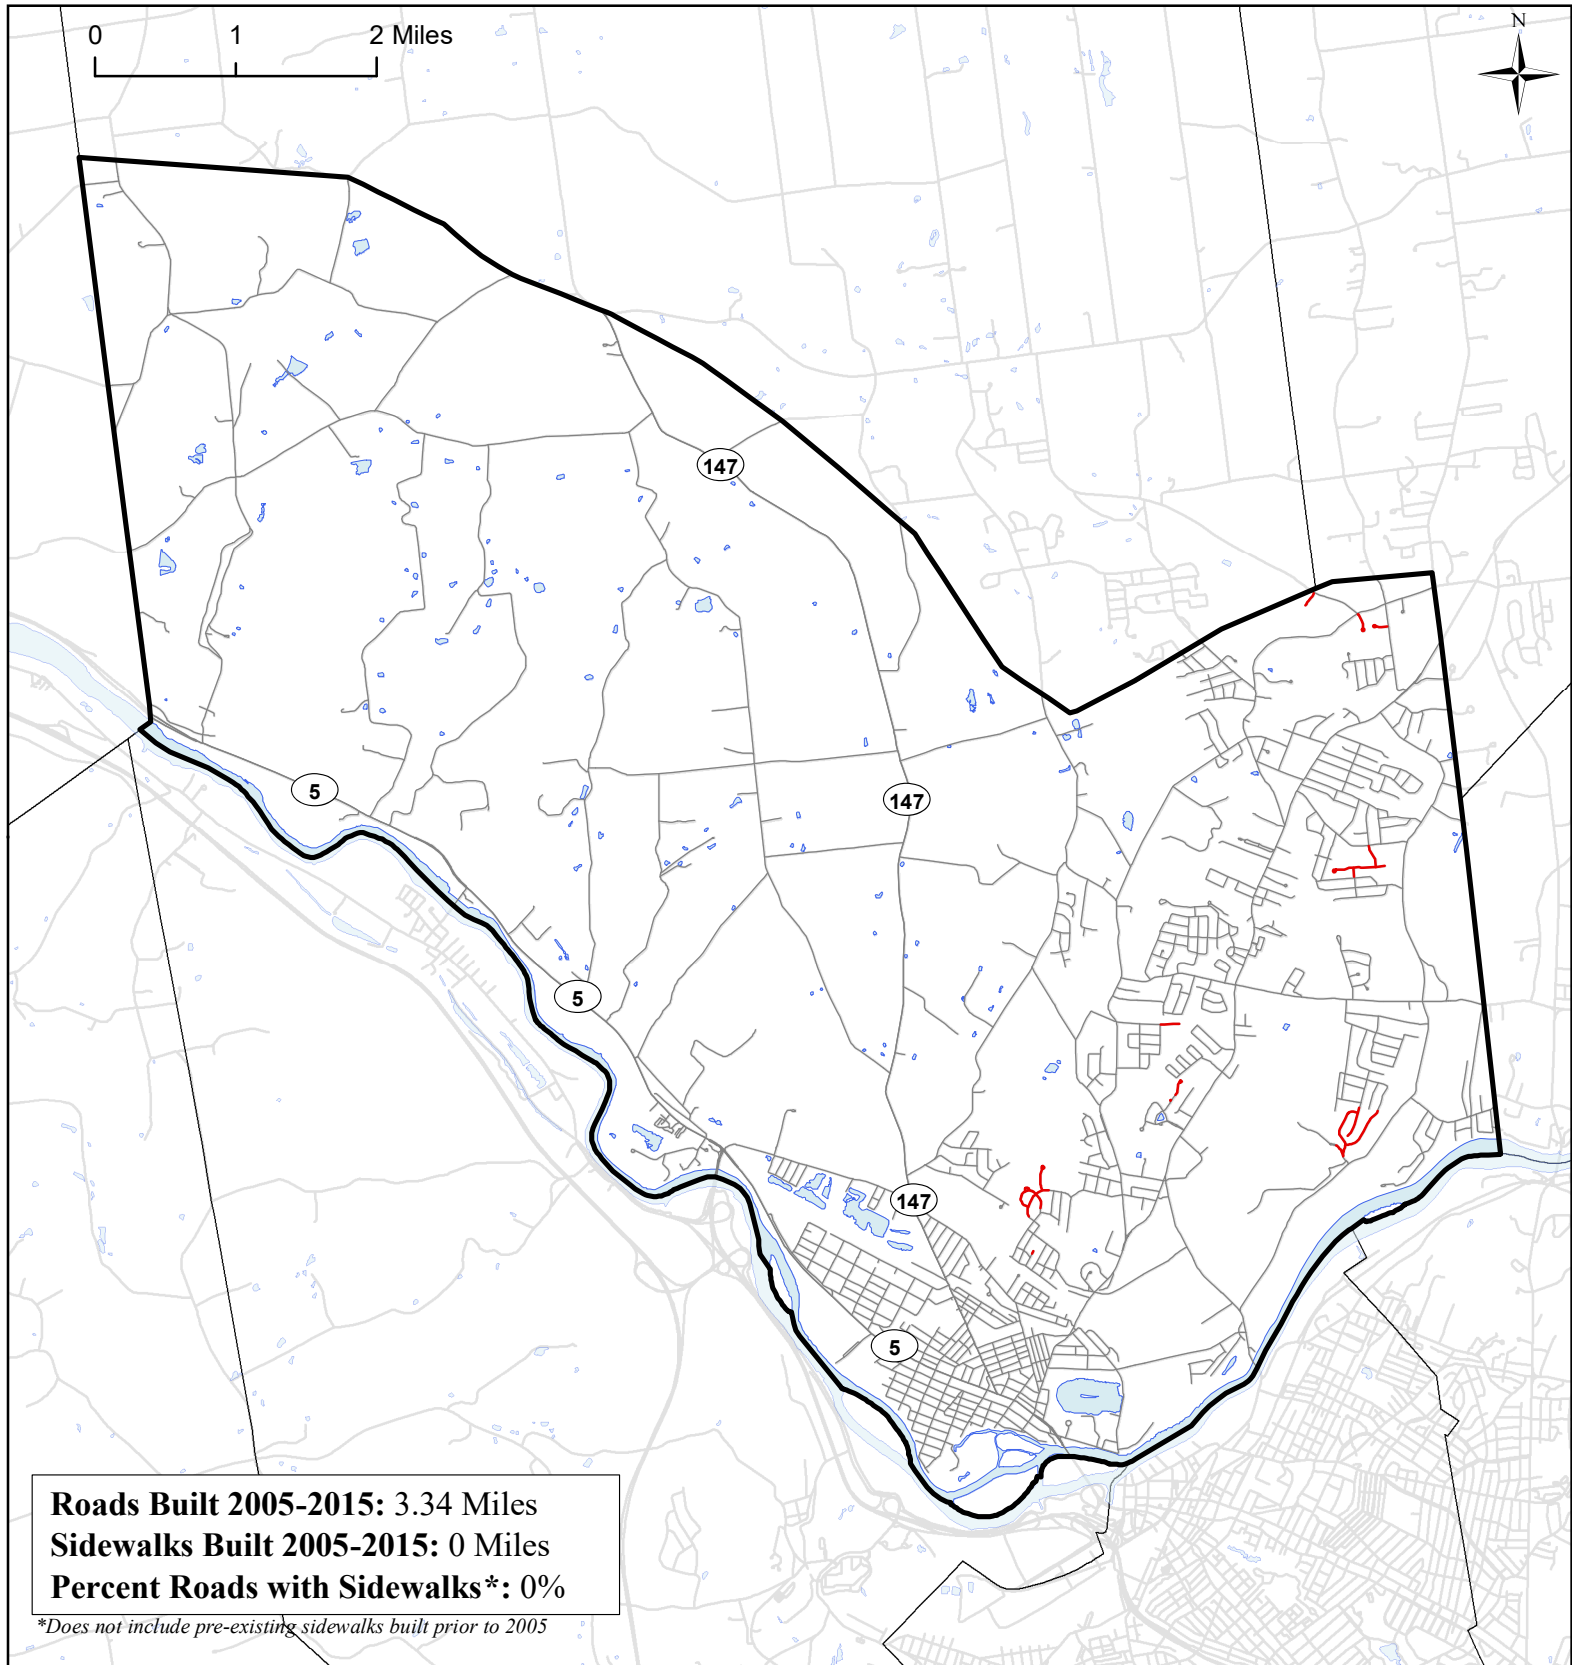 0 1 2 Miles
N
147
5
147
5
147
5
Roads Built 2005-2015: 3.34 Miles
Sidewalks Built 2005-2015: 0 Miles
Percent Roads with Sidewalks*: 0%
*Does not include pre-existing sidewalks built prior to 2005